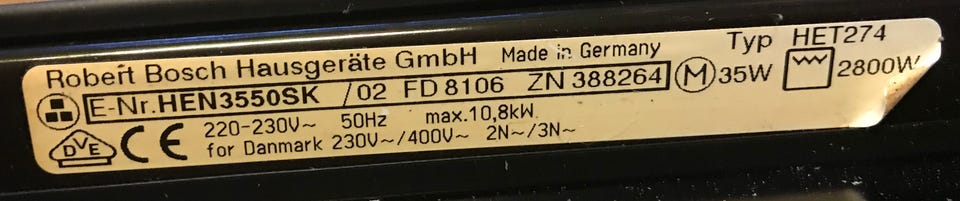 Robert Bosch Hausgeräte GmbH Made in Germany Typ HET274
E-Nr. HEN3550SK /02 FD 8106 ZN 388264 M 35W 2800W
220-230V~ 50Hz max.10,8kW
for Danmark 230V~/400V~ 2N~/3N~
DVE CE